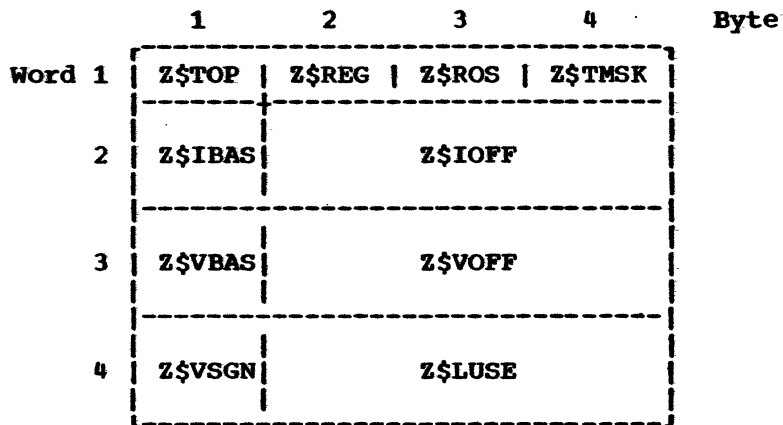 1 2 3 4 Byte
Word 1 Z$TOP | Z$REG | Z$ROS | Z$TMSK
2 Z$IBAS Z$IOFF
3 Z$VBAS Z$VOFF
4 Z$VSGN Z$LUSE